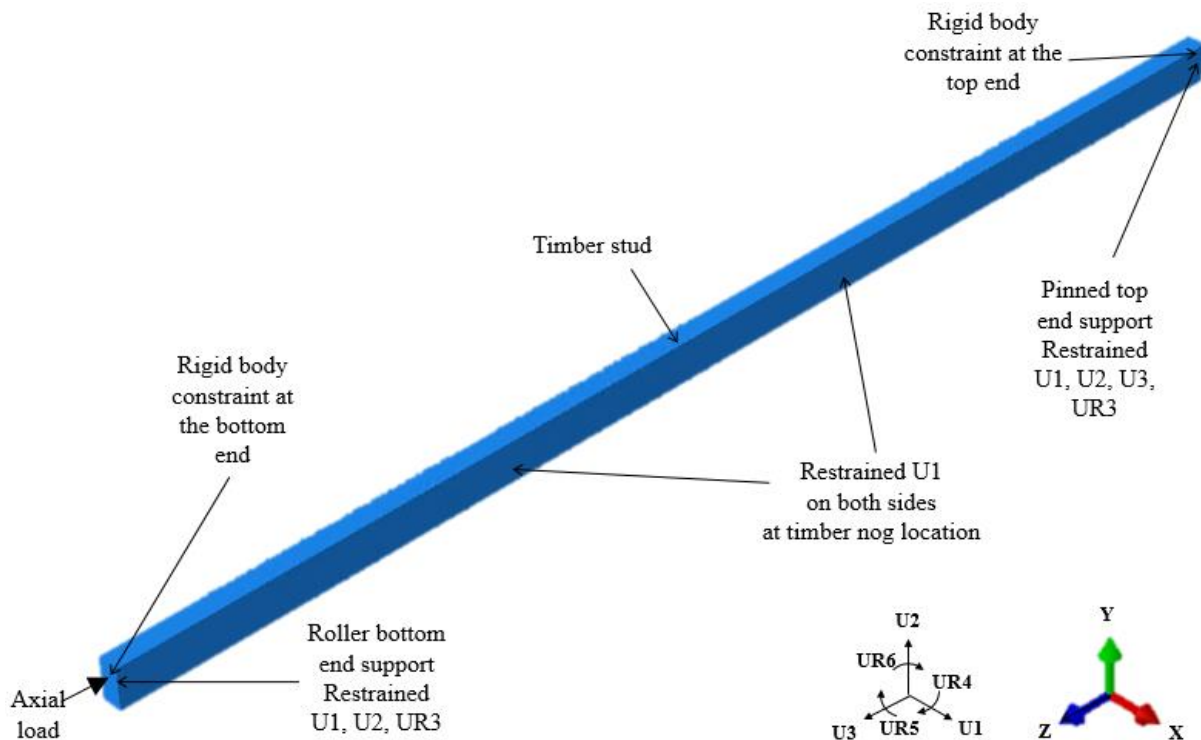 Rigid body
constraint at the
top end
Timber stud
Pinned top
end support
Restrained
U1, U2, U3,
UR3
Rigid body
constraint at
the bottom
end
Restrained U1
on both sides
at timber nog location
Roller bottom
end support
Restrained
U1, U2, UR3
Axial
load
U2
UR6
UR4
UR5
U3
U1
Y
Z
X